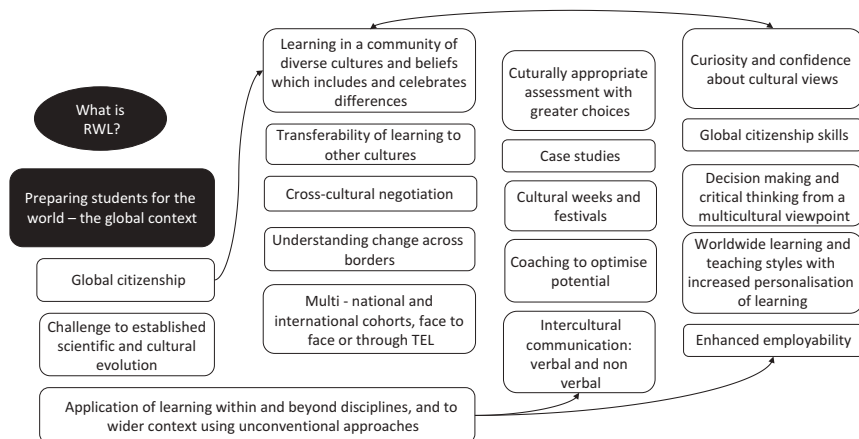 What is
RWL?
Preparing students for the
world – the global context
Global citizenship
Challenge to established
scientific and cultural
evolution
Application of learning within and beyond disciplines, and to
wider context using unconventional approaches
Learning in a community of
diverse cultures and beliefs
which includes and celebrates
differences
Transferability of learning to
other cultures
Cross-cultural negotiation
Understanding change across
borders
Multi - national and
international cohorts, face to
face or through TEL
Cuturally appropriate
assessment with
greater choices
Case studies
Cultural weeks and
festivals
Coaching to optimise
potential
Intercultural
communication:
verbal and non
verbal
Curiosity and confidence
about cultural views
Global citizenship skills
Decision making and
critical thinking from a
multicultural viewpoint
Worldwide learning and
teaching styles with
increased personalisation
of learning
Enhanced employability